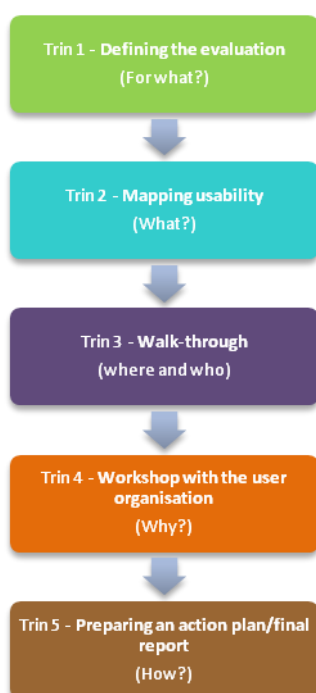 Trin 1 - Defining the evaluation
(For what?)
Trin 2 - Mapping usability
(What?)
Trin 3 - Walk-through
(where and who)
Trin 4 - Workshop with the user
organisation
(Why?)
Trin 5 - Preparing an action plan/final
report
(How?)